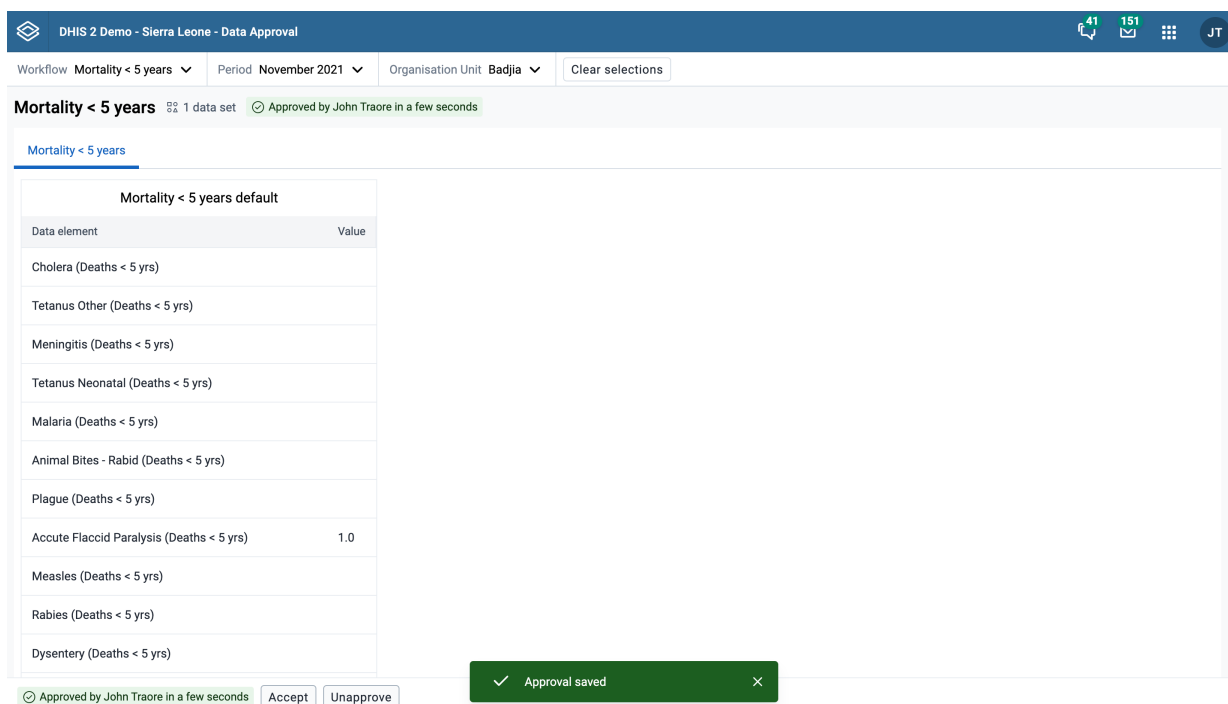 DHIS 2 Demo - Sierra Leone - Data Approval 41 151 JT
Workflow Mortality < 5 years Period November 2021 Organisation Unit Badjia Clear selections
Mortality < 5 years 1 data set Approved by John Traore in a few seconds
Mortality < 5 years
Mortality < 5 years default
Data element Value
Cholera (Deaths < 5 yrs)
Tetanus Other (Deaths < 5 yrs)
Meningitis (Deaths < 5 yrs)
Tetanus Neonatal (Deaths < 5 yrs)
Malaria (Deaths < 5 yrs)
Animal Bites - Rabid (Deaths < 5 yrs)
Plague (Deaths < 5 yrs)
Accute Flaccid Paralysis (Deaths < 5 yrs) 1.0
Measles (Deaths < 5 yrs)
Rabies (Deaths < 5 yrs)
Dysentery (Deaths < 5 yrs)
Approval saved
Approved by John Traore in a few seconds Accept Unapprove